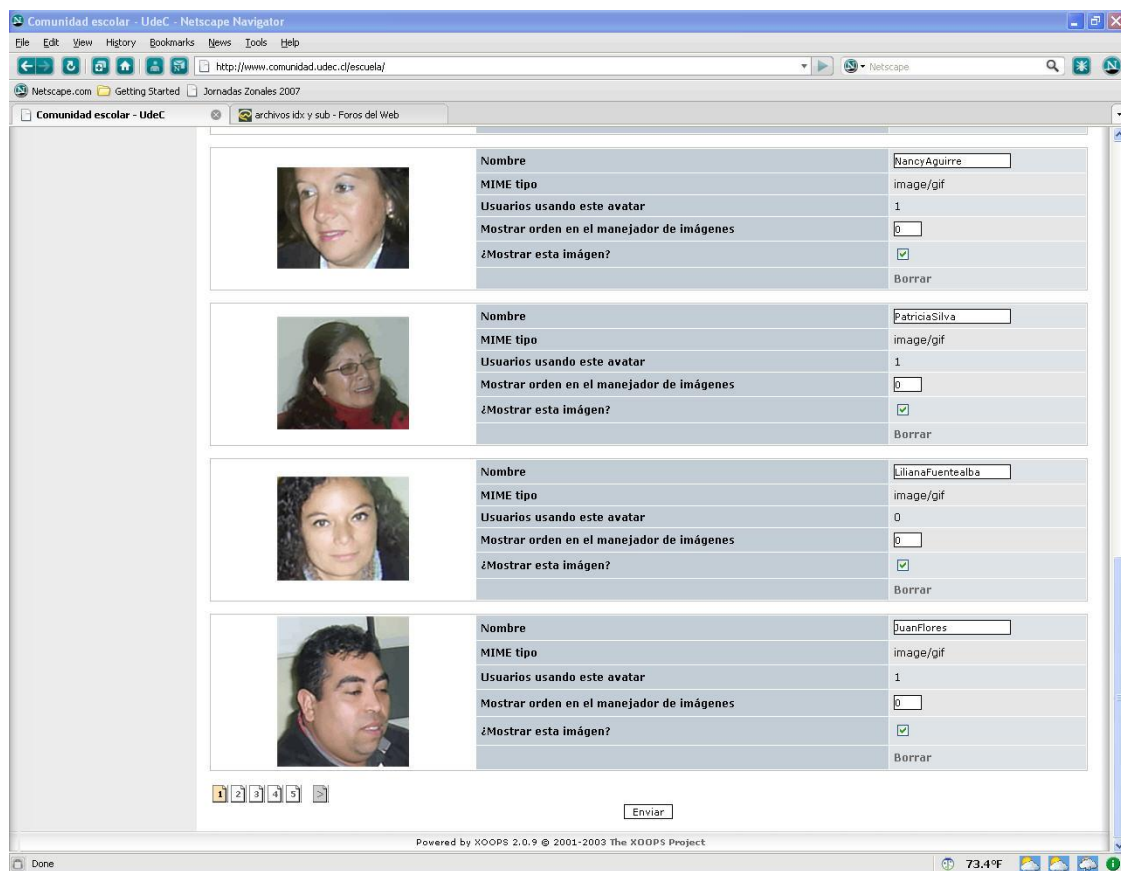 Comunidad escolar - UdeC - Netscape Navigator
File Edit View History Bookmarks News Tools Help
http://www.comunidad.udec.cl/escuela/ Netscape
Netscape.com Getting Started Jornadas Zonales 2007
Comunidad escolar - UdeC archivos idx y sub - Foros del Web
Nombre NancyAguirre
MIME tipo image/gif
Usuarios usando este avatar 1
Mostrar orden en el manejador de imágenes 0
¿Mostrar esta imágen?
Borrar
Nombre PatriciaSilva
MIME tipo image/gif
Usuarios usando este avatar 1
Mostrar orden en el manejador de imágenes 0
¿Mostrar esta imágen?
Borrar
Nombre LilianaFuentealba
MIME tipo image/gif
Usuarios usando este avatar 0
Mostrar orden en el manejador de imágenes 0
¿Mostrar esta imágen?
Borrar
Nombre JuanFlores
MIME tipo image/gif
Usuarios usando este avatar 1
Mostrar orden en el manejador de imágenes 0
¿Mostrar esta imágen?
Borrar
1 2 3 4 5 >
Enviar
Powered by XOOPS 2.0.9 © 2001-2003 The XOOPS Project
Done 73.4ºF